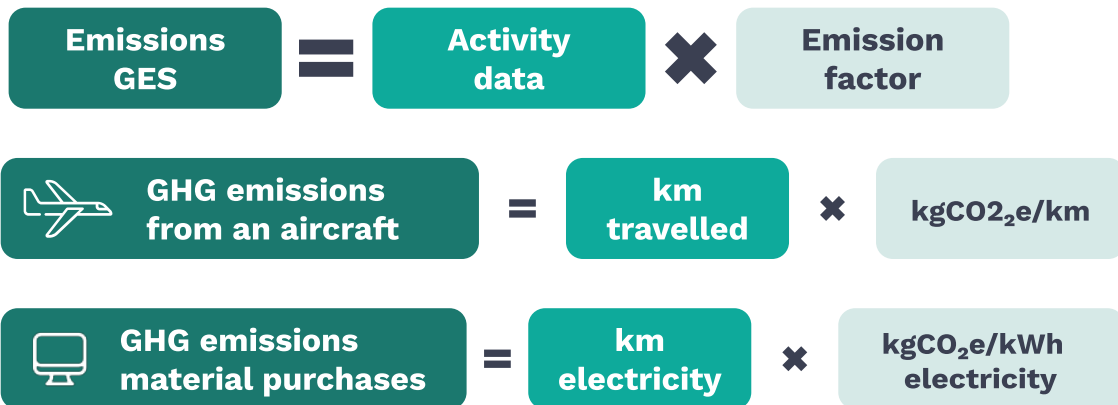 Emissions
GES
=
Activity
data
✖
Emission
factor
GHG emissions
from an aircraft
=
km
travelled
✖
kgCO2₂e/km
GHG emissions
material purchases
=
km
electricity
✖
kgCO₂e/kWh
electricity